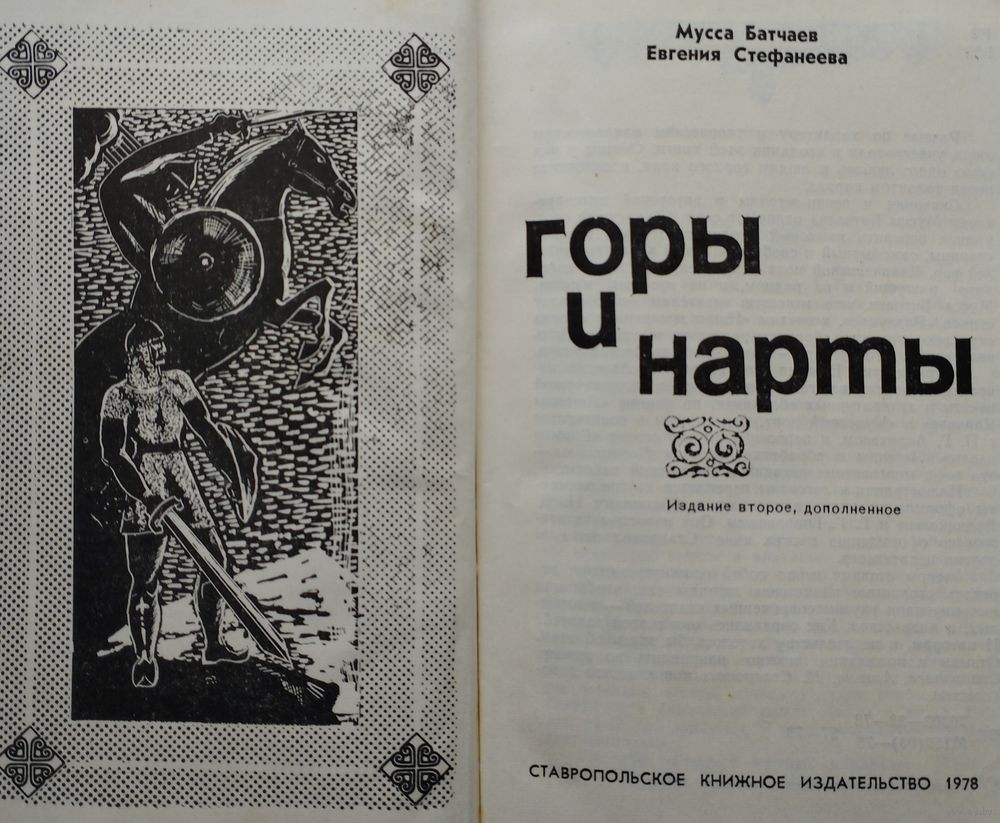 Мусса Батчаев
Евгения Стефанеева
горы
и
нарты
Издание второе, дополненное
СТАВРОПОЛЬСКОЕ КНИЖНОЕ ИЗДАТЕЛЬСТВО 1978